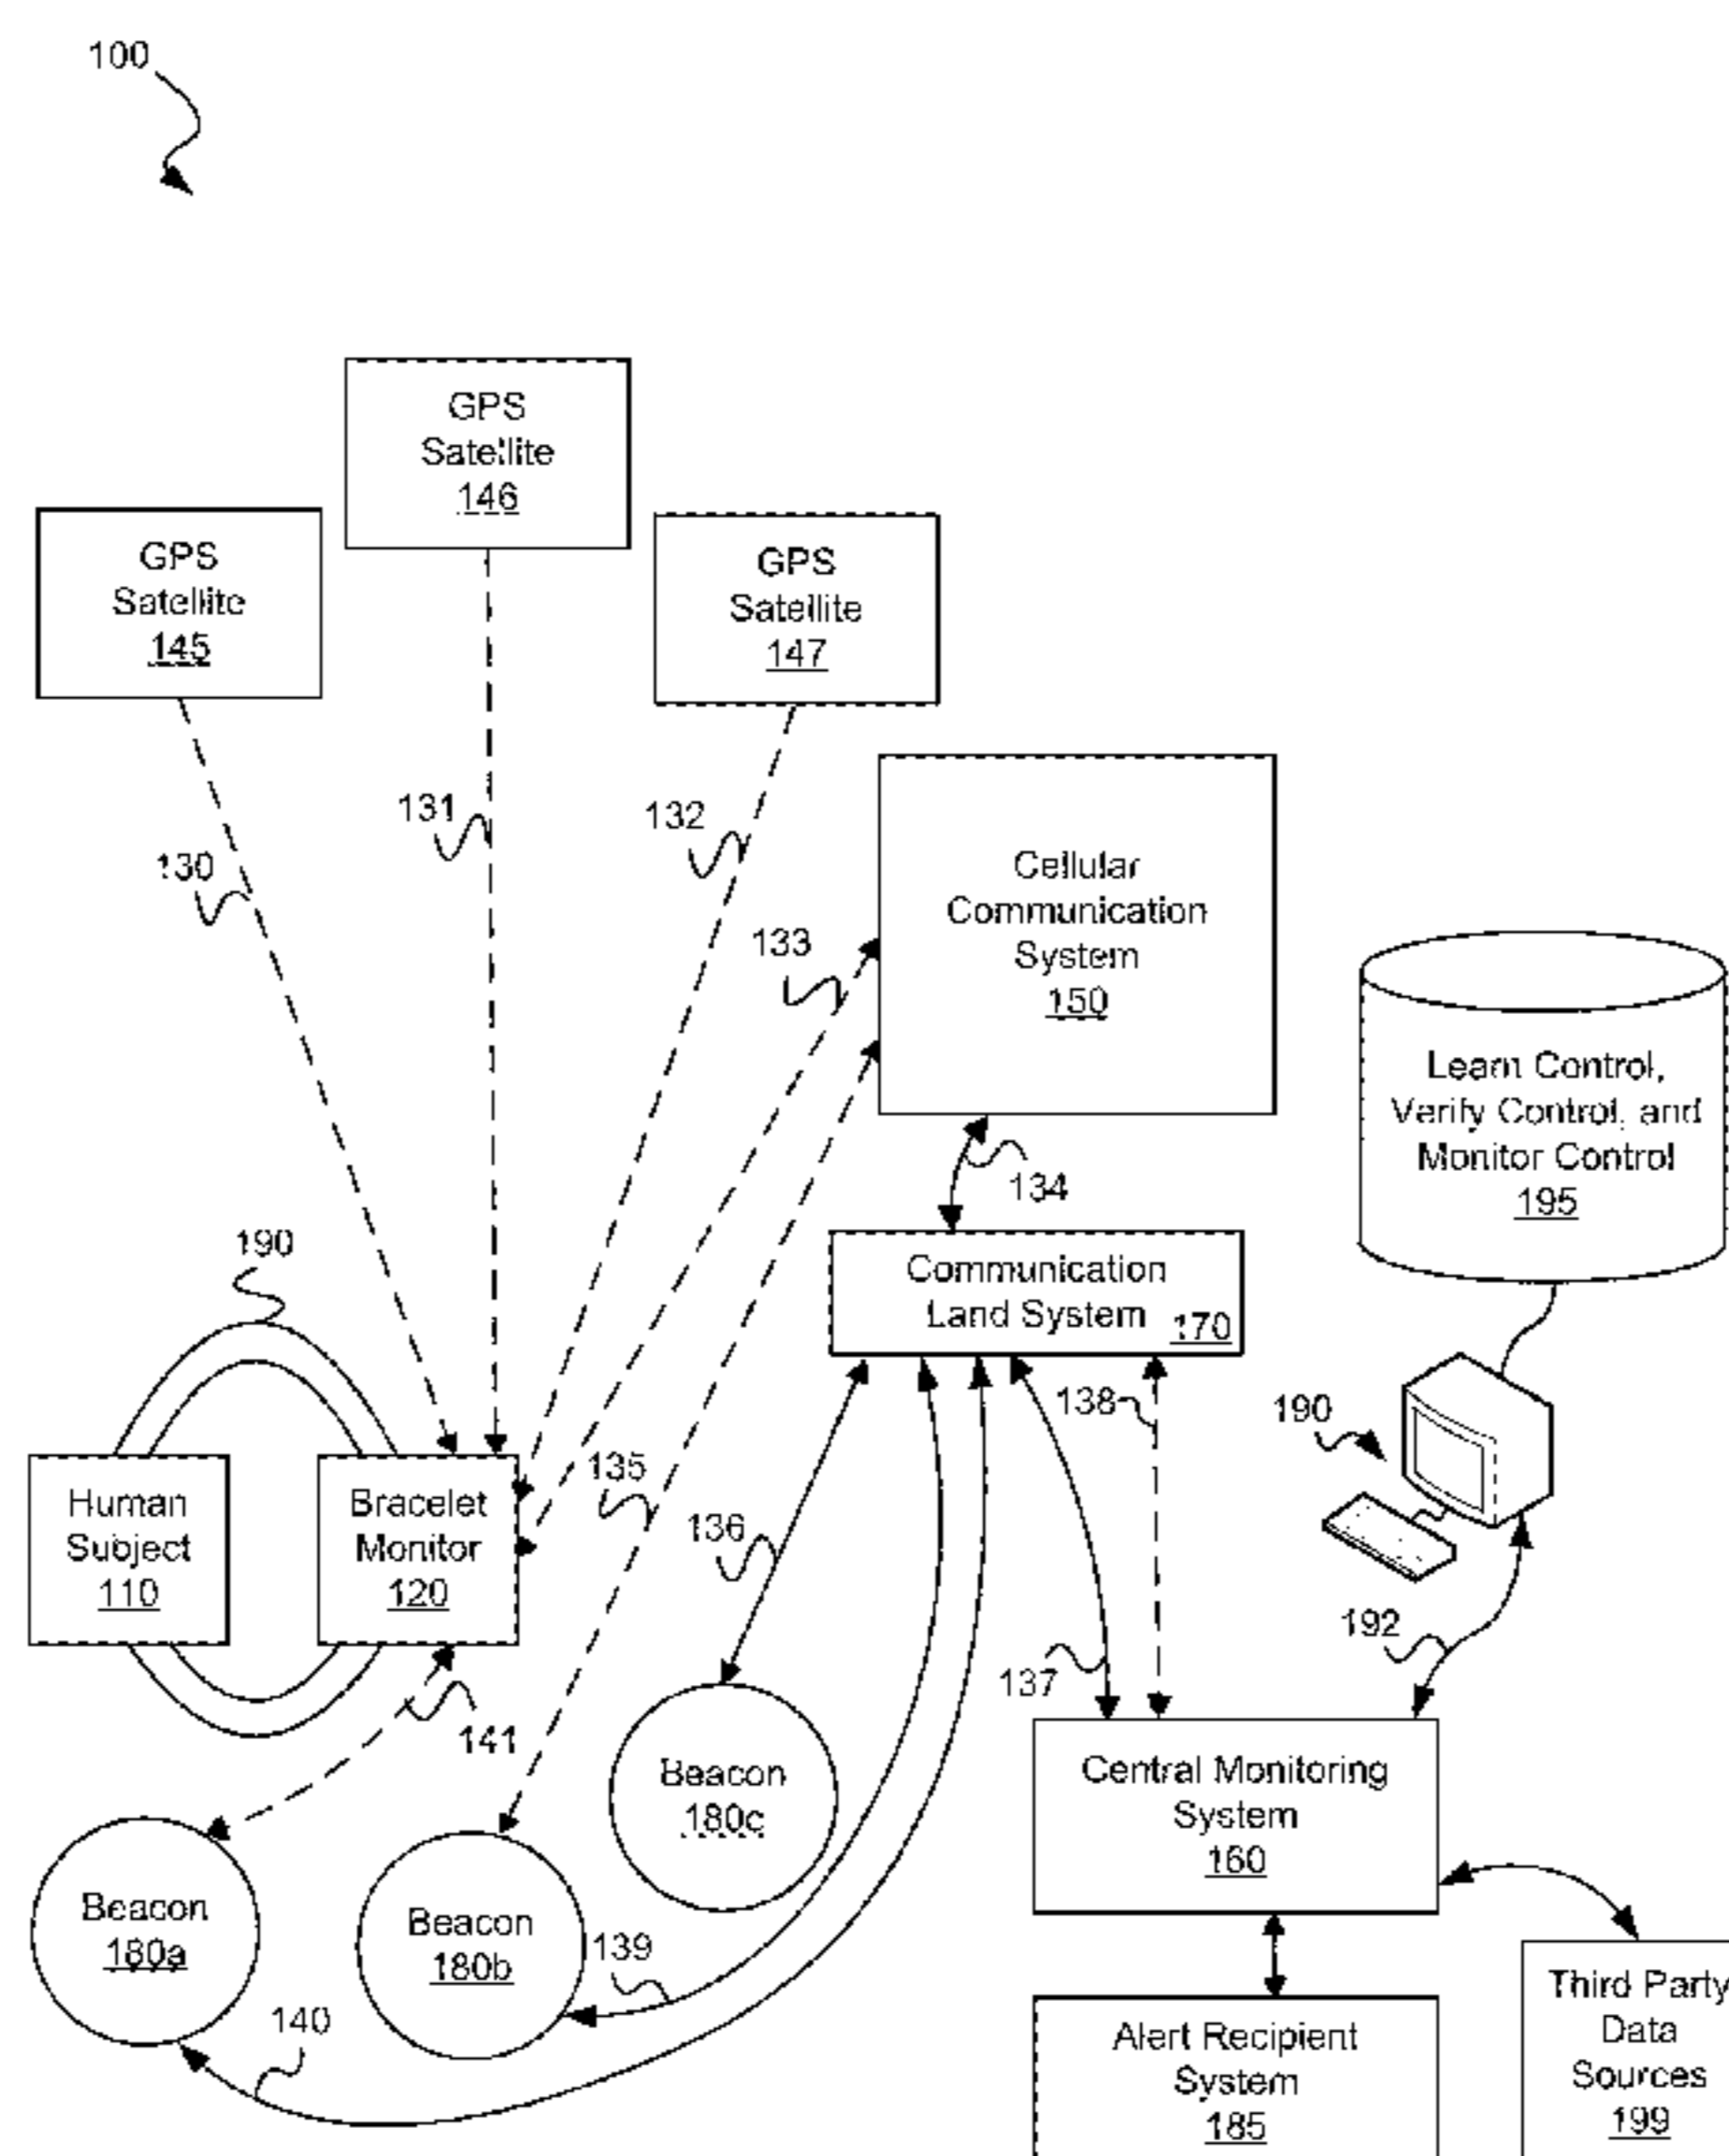 100
GPS
Satellite
146
GPS
Satellite
145
GPS
Satellite
147
131
132
130
133
Cellular
Communication
System
150
Learn Control,
Verify Control, and
Monitor Control
195
134
190
Communication
Land System
170
138
190
135
136
Human
Subject
110
Bracelet
Monitor
120
192
137
141
Beacon
180c
Central Monitoring
System
160
Beacon
180a
Beacon
180b
139
140
Third Party
Data
Sources
199
Alert Recipient
System
185